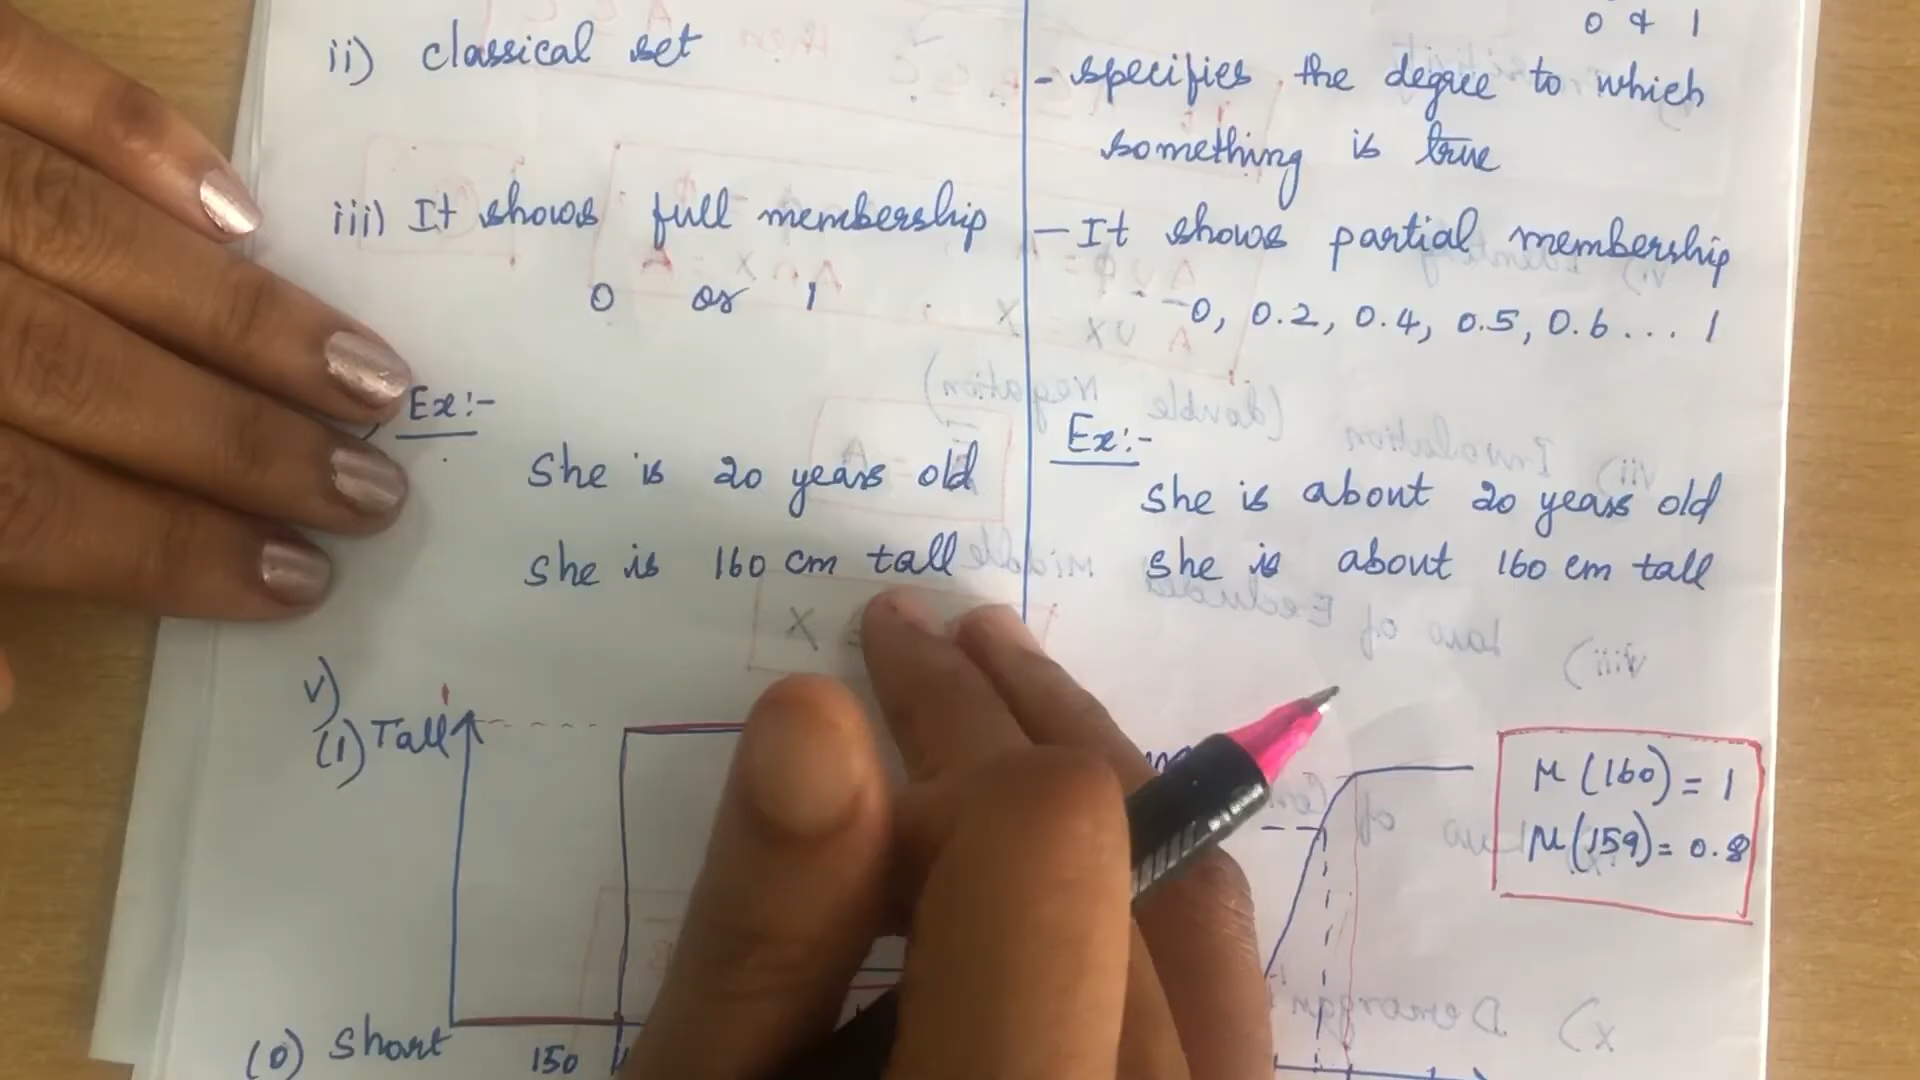 0 & 1
ii) classical set
- specifies the degree to which
something is true
iii) It shows full membership
0 or 1
- It shows partial membership
0, 0.2, 0.4, 0.5, 0.6... 1
Ex:-
She is 20 years old
She is 160 cm tall
Ex:-
She is about 20 years old
She is about 160 cm tall
v)
(1) Tall
1
(0) Short
150
μ(160) = 1
μ(159) = 0.8